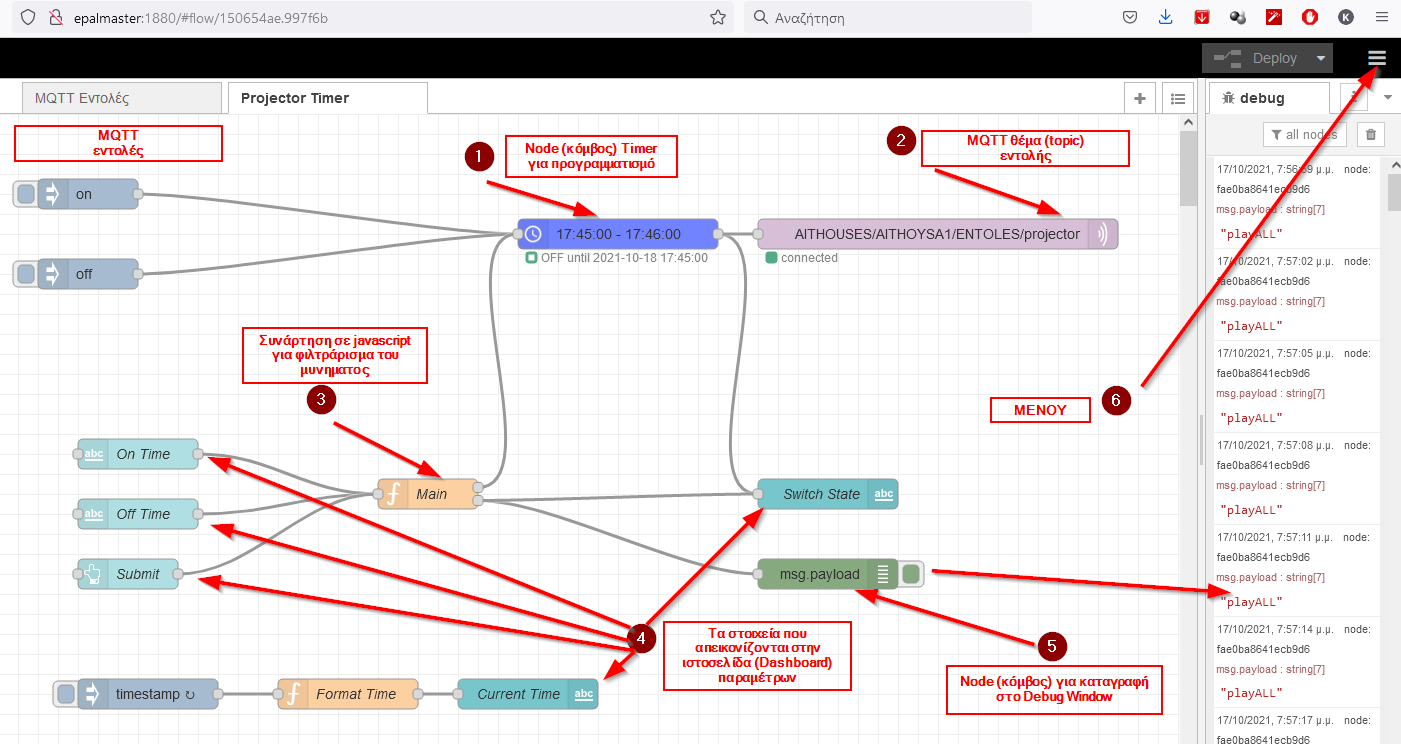 epalmaster:1880/#flow/150654ae.997f6b
Αναζήτηση
K
Deploy
MQTT Εντολές
Projector Timer
debug
all nodes
MQTT
εντολές
1
Node (κόμβος) Timer
για προγραμματισμό
2
MQTT θέμα (topic)
εντολής
on
off
17:45:00 - 17:46:00
OFF until 2021-10-18 17:45:00
AITHOUSES/AITHOYSA1/ENTOLES/projector
connected
Συνάρτηση σε javascript
για φιλτράρισμα του
μυνηματος
3
ΜΕΝΟΥ
6
abc On Time
abc Off Time
Submit
f Main
Switch State abc
msg.payload
4
Τα στοιχεία που
απεικονίζονται στην
ιστοσελίδα (Dashboard)
παραμέτρων
5
Node (κόμβος) για καταγραφή
στο Debug Window
timestamp ↻
f Format Time
Current Time abc
17/10/2021, 7:56:59 μ.μ. node:
fae0ba8641ecb9d6
msg.payload : string[7]
"playALL"
17/10/2021, 7:57:02 μ.μ. node:
fae0ba8641ecb9d6
msg.payload : string[7]
"playALL"
17/10/2021, 7:57:05 μ.μ. node:
fae0ba8641ecb9d6
msg.payload : string[7]
"playALL"
17/10/2021, 7:57:08 μ.μ. node:
fae0ba8641ecb9d6
msg.payload : string[7]
"playALL"
17/10/2021, 7:57:11 μ.μ. node:
fae0ba8641ecb9d6
msg.payload : string[7]
"playALL"
17/10/2021, 7:57:14 μ.μ. node:
fae0ba8641ecb9d6
msg.payload : string[7]
"playALL"
17/10/2021, 7:57:17 μ.μ. node: